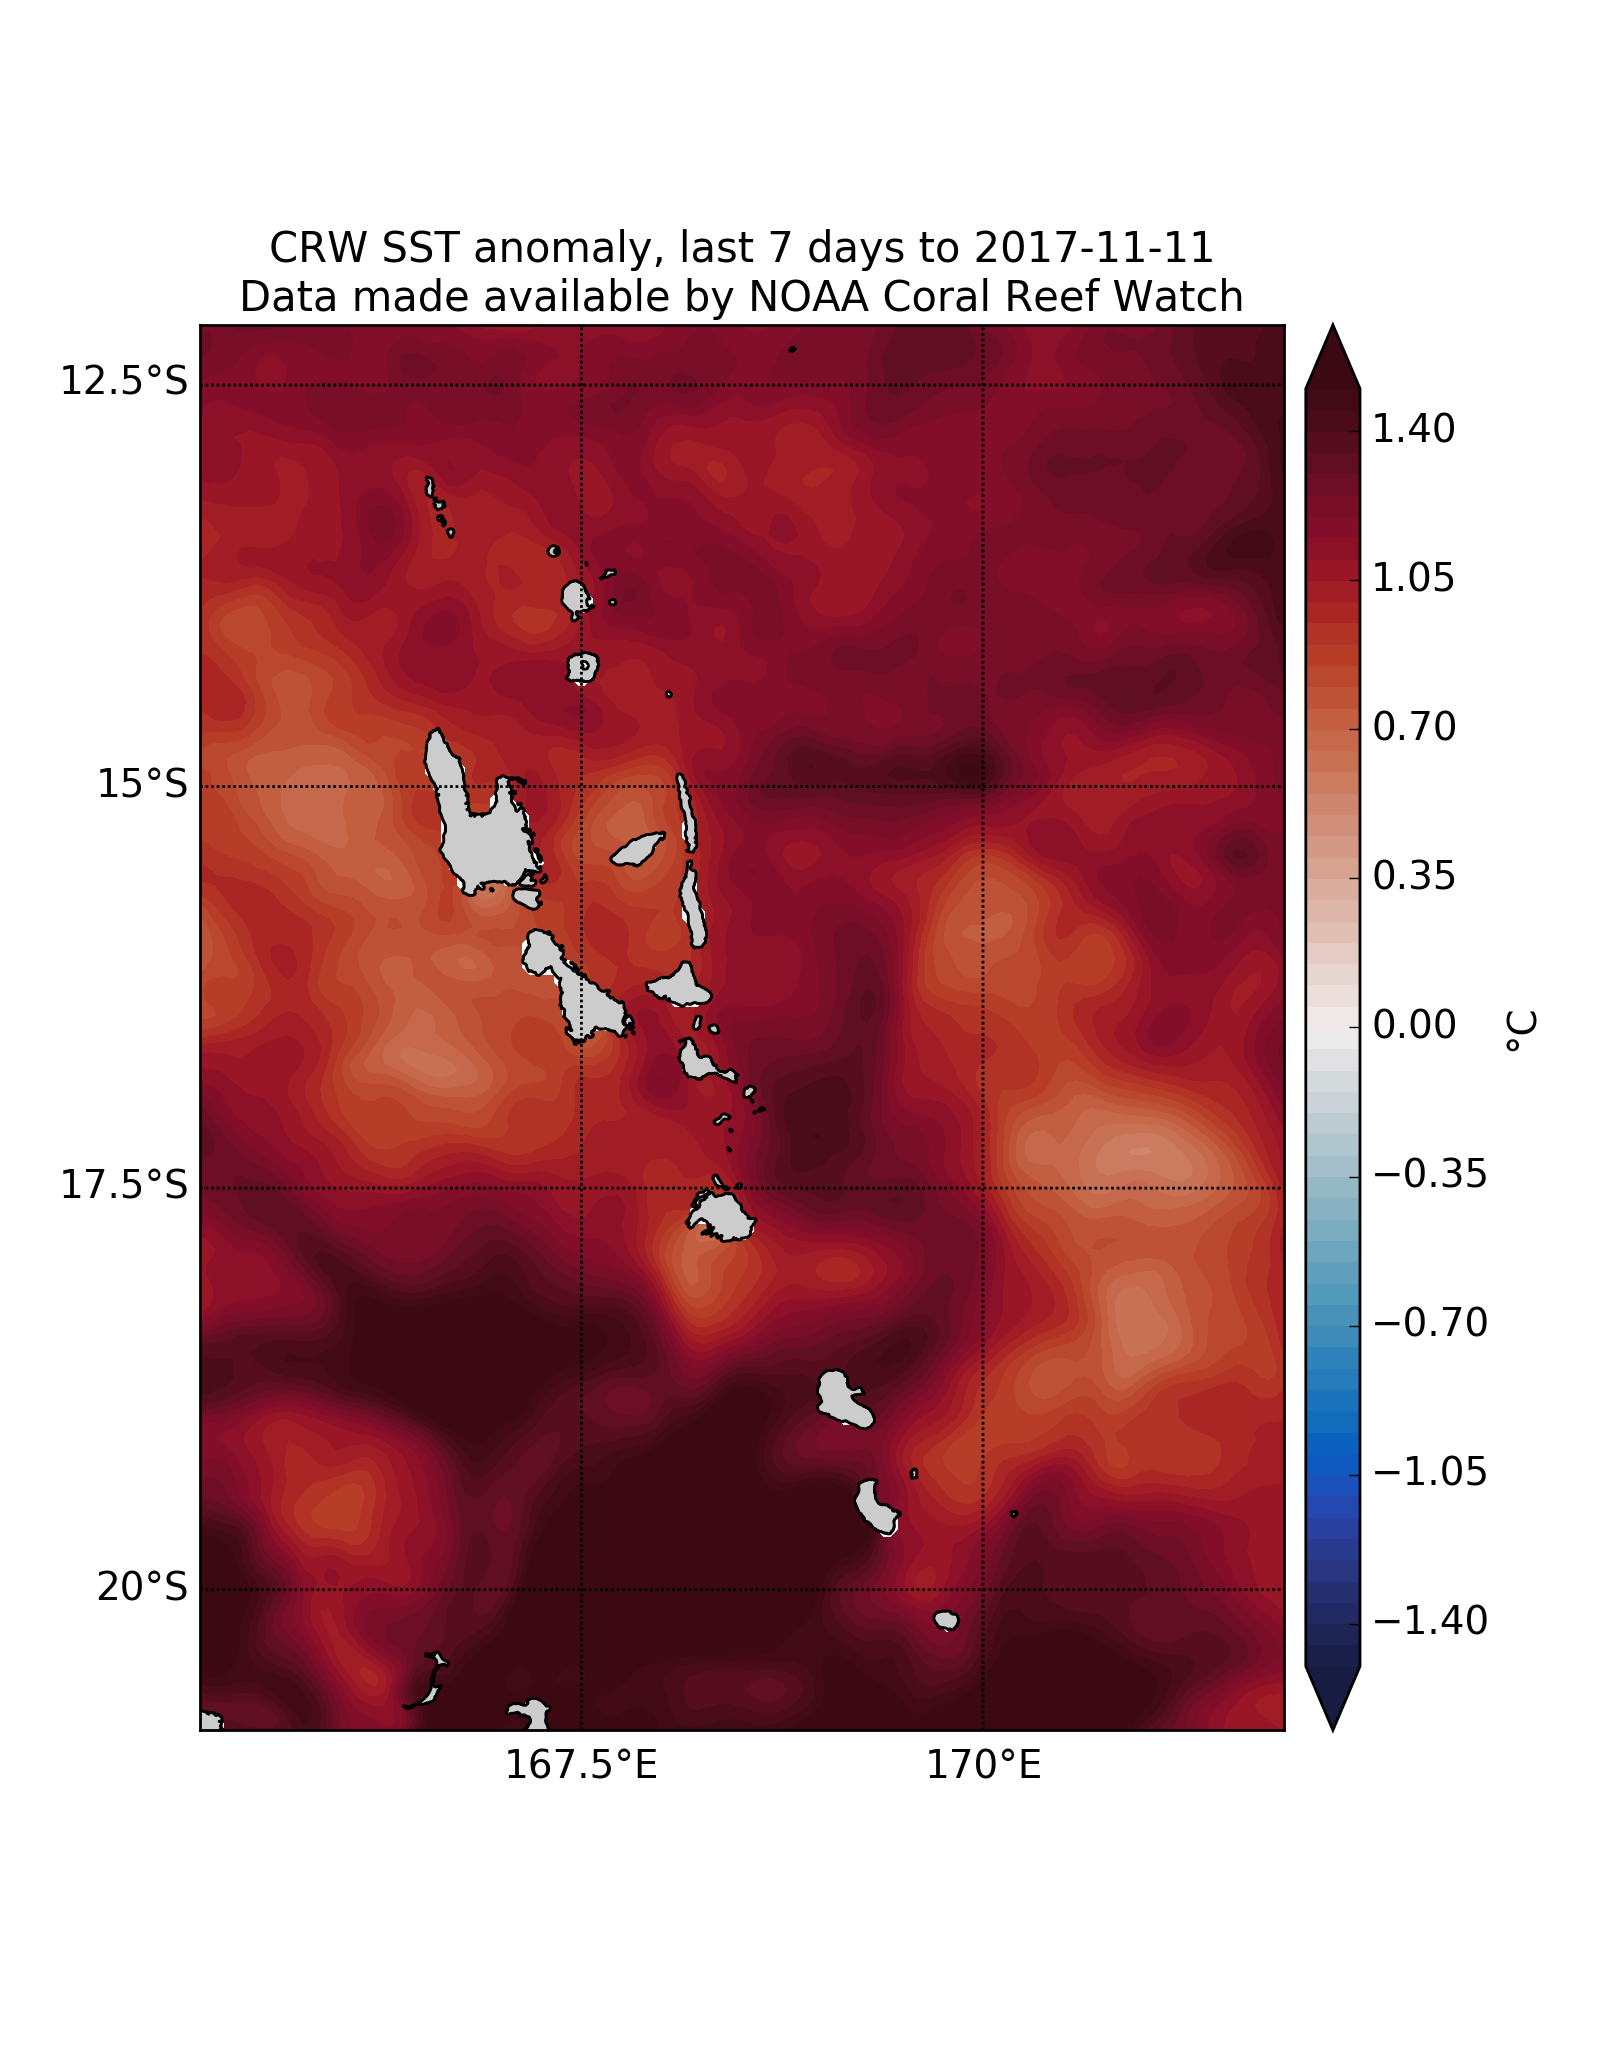 CRW SST anomaly, last 7 days to 2017-11-11
Data made available by NOAA Coral Reef Watch
12.5°S
15°S
17.5°S
20°S
167.5°E
170°E
1.40
1.05
0.70
0.35
0.00
−0.35
−0.70
−1.05
−1.40
°C